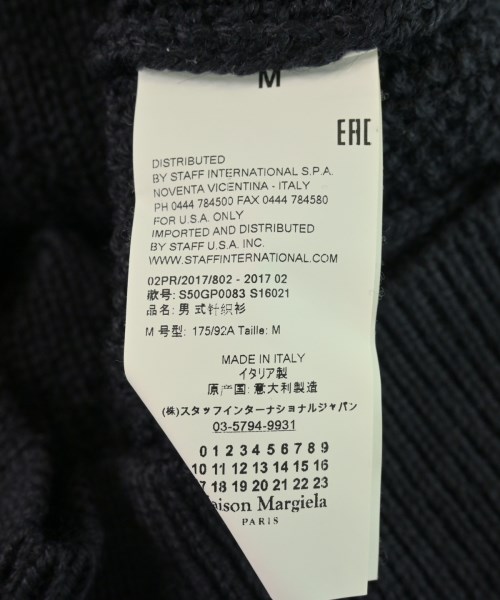 M
EAC
DISTRIBUTED
BY STAFF INTERNATIONAL S.P.A.
NOVENTA VICENTINA - ITALY
PH 0444 784500 FAX 0444 784580
FOR U.S.A. ONLY
IMPORTED AND DISTRIBUTED
BY STAFF U.S.A. INC.
WWW.STAFFINTERNATIONAL.COM
02PR/2017/802 - 2017 02
款号: S50GP0083 S16021
品名: 男式针织衫
M 号型: 175/92A Taille: M
MADE IN ITALY
イタリア製
原产国: 意大利製造
(株)スタッフインターナショナルジャパン
03-5794-9931
0 1 2 3 4 5 6 7 8 9
10 11 12 13 14 15 16
17 18 19 20 21 22 23
Maison Margiela
PARIS